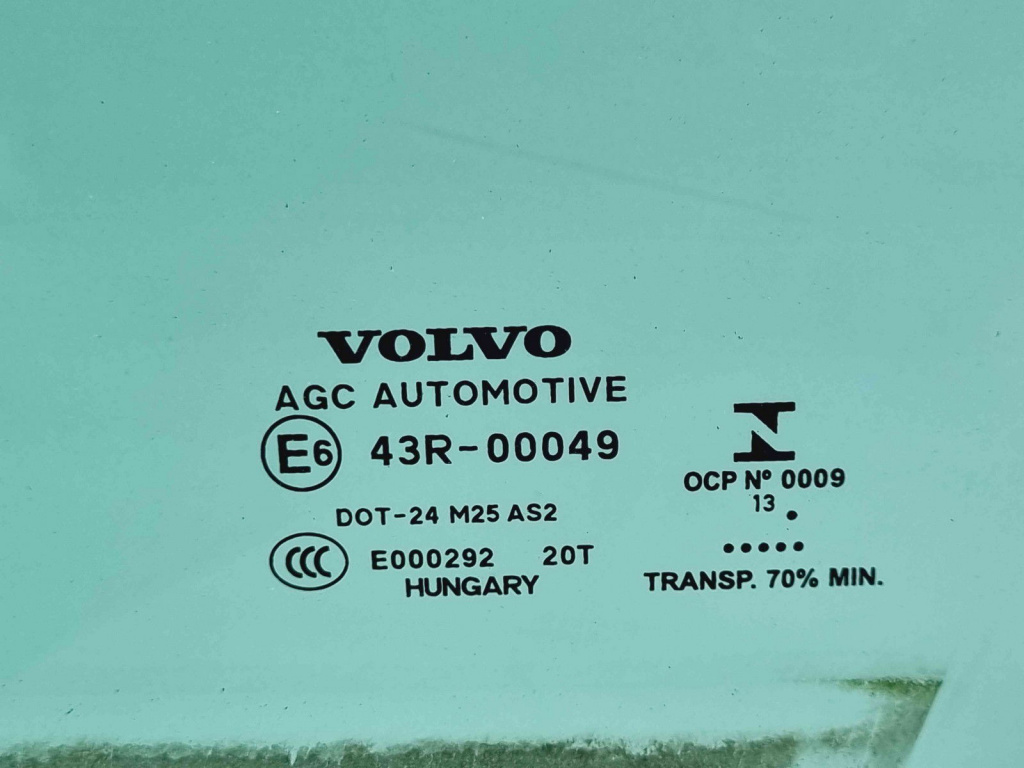 VOLVO
AGC AUTOMOTIVE
E6 43R-00049
DOT-24 M25 AS2
CCC E000292 20T
HUNGARY
N
OCP Nº 0009
13 .
.....
TRANSP. 70% MIN.